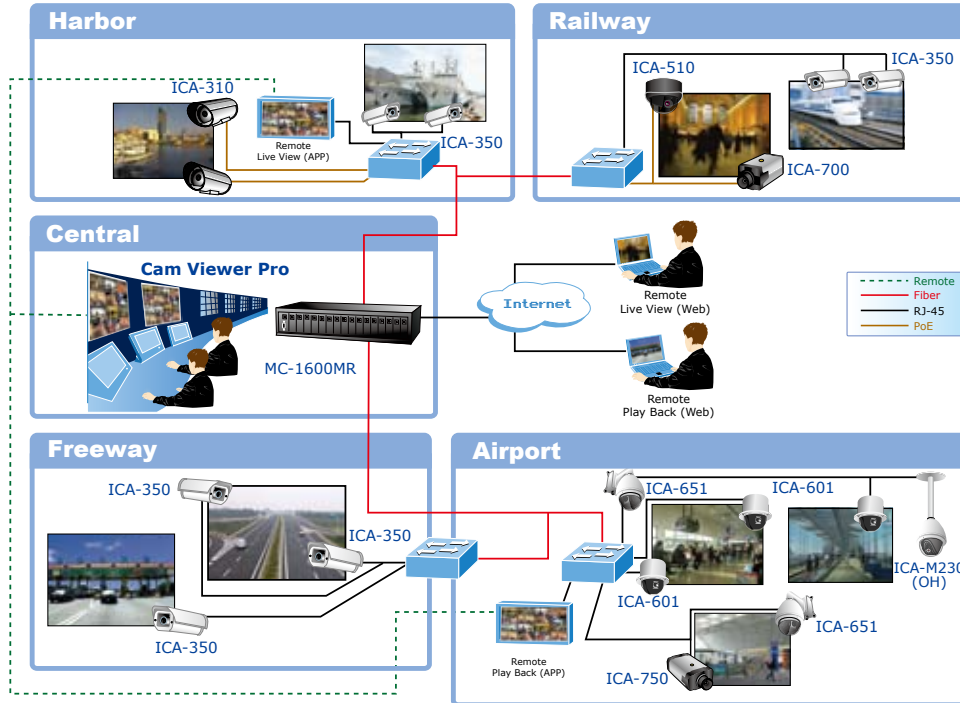 Harbor
ICA-310
Remote
Live View (APP)
ICA-350
Railway
ICA-510
ICA-350
ICA-700
Central
Cam Viewer Pro
MC-1600MR
Internet
Remote
Live View (Web)
Remote
Play Back (Web)
Remote
Fiber
RJ-45
PoE
Freeway
ICA-350
ICA-350
ICA-350
Airport
ICA-651
ICA-601
ICA-M230
(OH)
ICA-601
ICA-651
Remote
Play Back (APP)
ICA-750